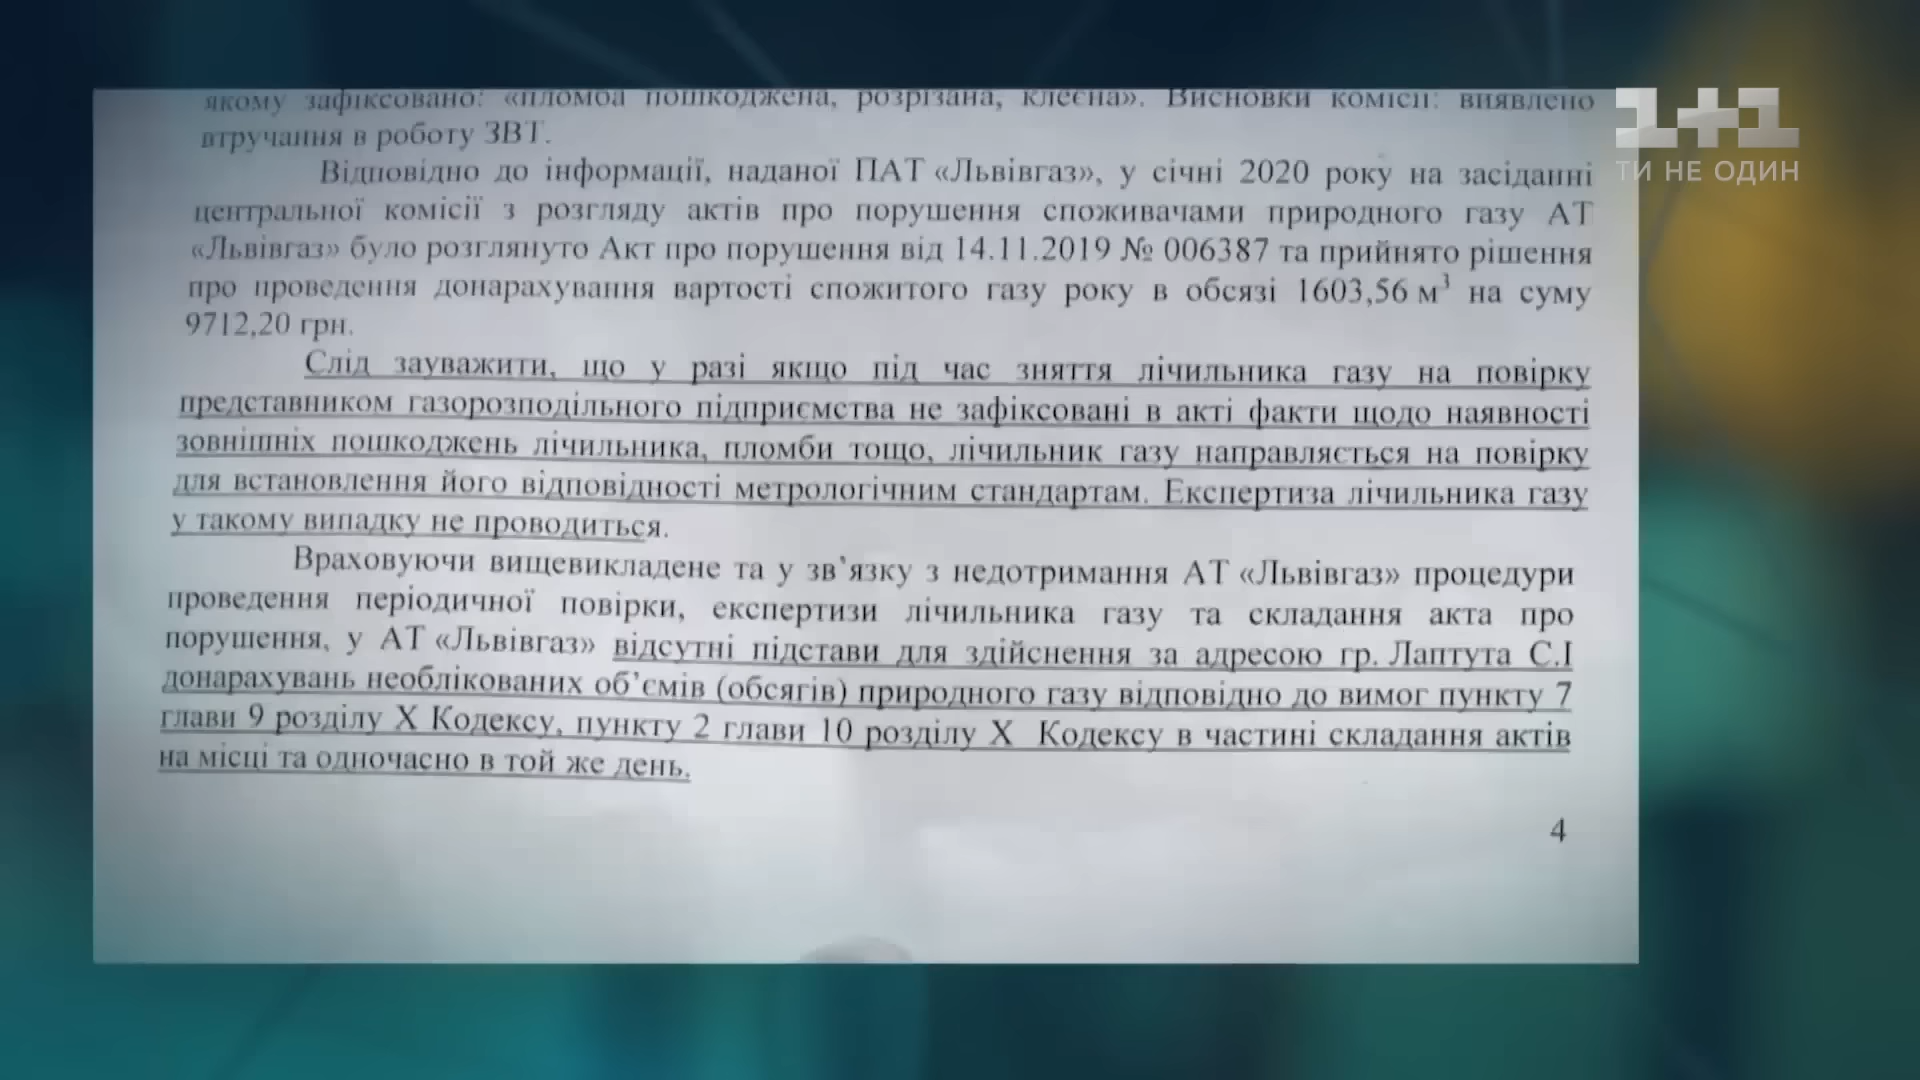 якому зафіксовано: «пломба пошкоджена, розрізана, клеєна». Висновки комісії: виявлено
втручання в роботу ЗВТ.
Відповідно до інформації, наданої ПАТ «Львівгаз», у січні 2020 року на засіданні
центральної комісії з розгляду актів про порушення споживачами природного газу АТ
«Львівгаз» було розглянуто Акт про порушення від 14.11.2019 № 006387 та прийнято рішення
про проведення донарахування вартості спожитого газу року в обсязі 1603,56 м³ на суму
9712,20 грн.
Слід зауважити, що у разі якщо під час зняття лічильника газу на повірку
представником газорозподільного підприємства не зафіксовані в акті факти щодо наявності
зовнішніх пошкоджень лічильника, пломби тощо, лічильник газу направляється на повірку
для встановлення його відповідності метрологічним стандартам. Експертиза лічильника газу
у такому випадку не проводиться.
Враховуючи вищевикладене та у зв`язку з недотримання АТ «Львівгаз» процедури
проведення періодичної повірки, експертизи лічильника газу та складання акта про
порушення, у АТ «Львівгаз» відсутні підстави для здійснення за адресою гр. Лаптута С.І
донарахувань необлікованих об’ємів (обсягів) природного газу відповідно до вимог пункту 7
глави 9 розділу X Кодексу, пункту 2 глави 10 розділу X Кодексу в частині складання актів
на місці та одночасно в той же день.
4
1+1
ТИ НЕ ОДИН